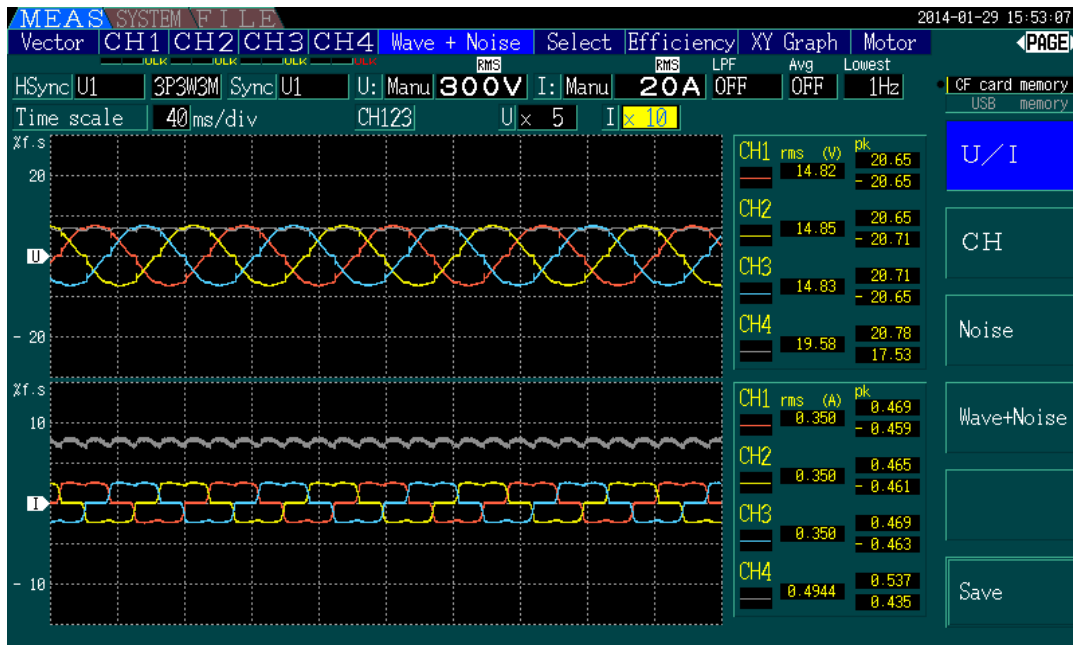 MEAS SYSTEM FILE 2014-01-29 15:53:07
Vector CH1 CH2 CH3 CH4 Wave + Noise Select Efficiency XY Graph Motor PAGE
ULK ULK ULK ULK RMS RMS LPF Avg Lowest
HSync U1 3P3W3M Sync U1 U: Manu 300V I: Manu 20A OFF OFF 1Hz
CF card memory
USB memory
Time scale 40 ms/div CH123 U × 5 I × 10
%f.s
20
U
- 20
CH1 rms (V) pk
14.82 20.65
- 20.65
CH2
14.85 20.65
- 20.71
CH3
14.83 20.71
- 20.65
CH4
19.58 20.78
17.53
%f.s
10
I
- 10
CH1 rms (A) pk
0.350 0.469
- 0.459
CH2
0.350 0.465
- 0.461
CH3
0.350 0.469
- 0.463
CH4
0.4944 0.537
0.435
U/I
CH
Noise
Wave+Noise
Save